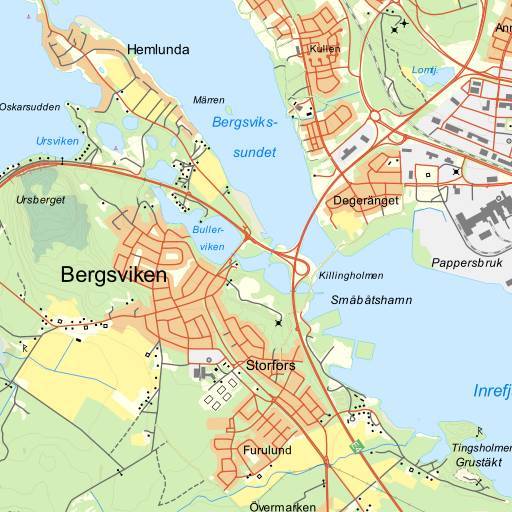 Hemlunda
Kullen
Ann
Lomtj.
Oskarsudden
Märren
Bergsviks-
sundet
Ursviken
Ursberget
Degeränget
Buller-
viken
Pappersbruk
Bergsviken
Killingholmen
Småbåtshamn
Storfors
Inrefj
Furulund
Tingsholmen
Grustäkt
Övermarken